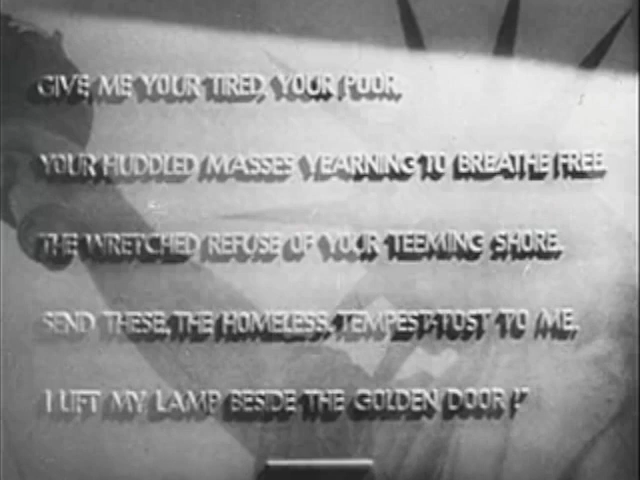 GIVE ME YOUR TIRED, YOUR POOR,
YOUR HUDDLED MASSES YEARNING TO BREATHE FREE,
THE WRETCHED REFUSE OF YOUR TEEMING SHORE,
SEND THESE, THE HOMELESS, TEMPEST-TOST TO ME,
I LIFT MY LAMP BESIDE THE GOLDEN DOOR!"